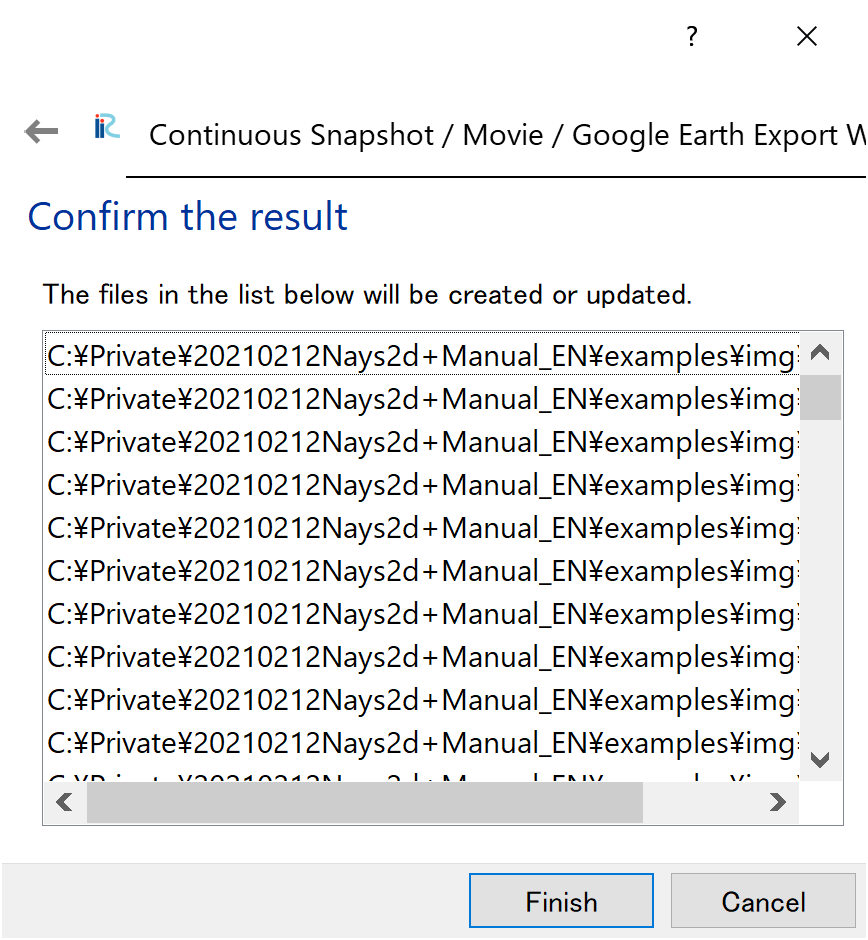 ?
iRiC
Continuous Snapshot / Movie / Google Earth Export W
Confirm the result
The files in the list below will be created or updated.
C:¥Private¥20210212Nays2d+Manual_EN¥examples¥img
C:¥Private¥20210212Nays2d+Manual_EN¥examples¥img
C:¥Private¥20210212Nays2d+Manual_EN¥examples¥img
C:¥Private¥20210212Nays2d+Manual_EN¥examples¥img
C:¥Private¥20210212Nays2d+Manual_EN¥examples¥img
C:¥Private¥20210212Nays2d+Manual_EN¥examples¥img
C:¥Private¥20210212Nays2d+Manual_EN¥examples¥img
C:¥Private¥20210212Nays2d+Manual_EN¥examples¥img
C:¥Private¥20210212Nays2d+Manual_EN¥examples¥img
C:¥Private¥20210212Nays2d+Manual_EN¥examples¥img
Finish
Cancel